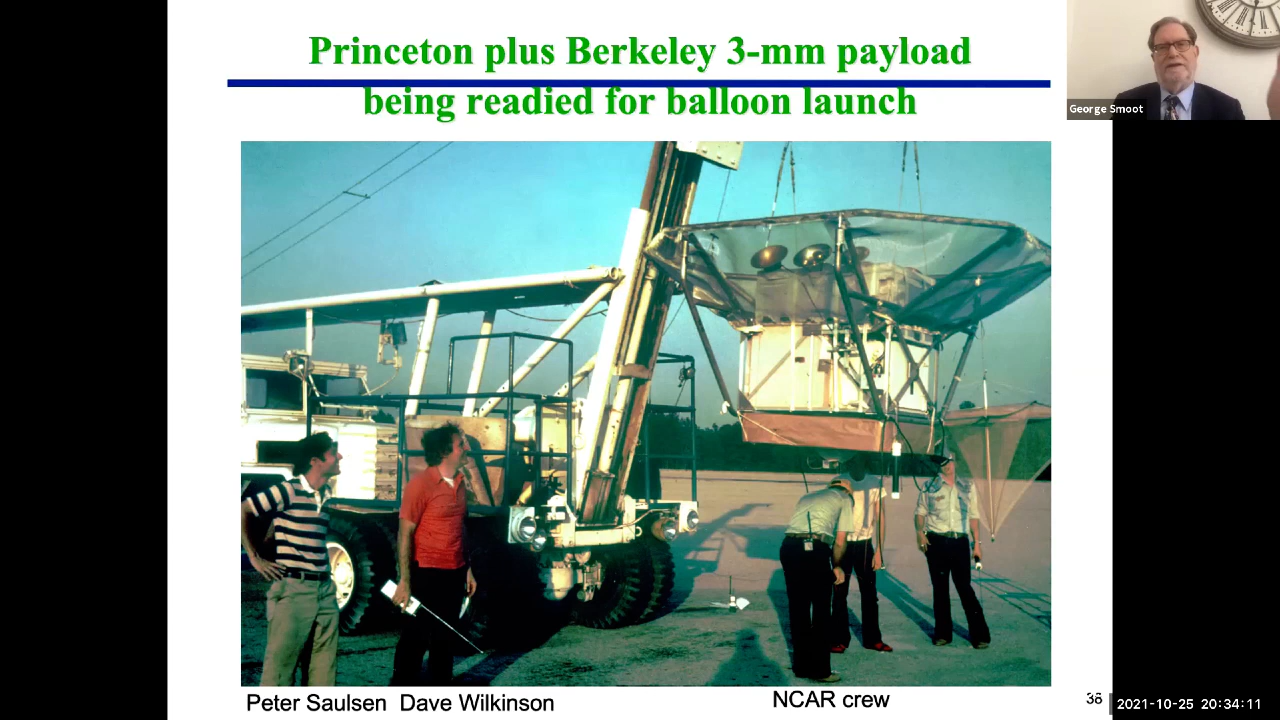 Princeton plus Berkeley 3-mm payload
being readied for balloon launch
George Smoot
Peter Saulsen Dave Wilkinson
NCAR crew
36
2021-10-25 20:34:11